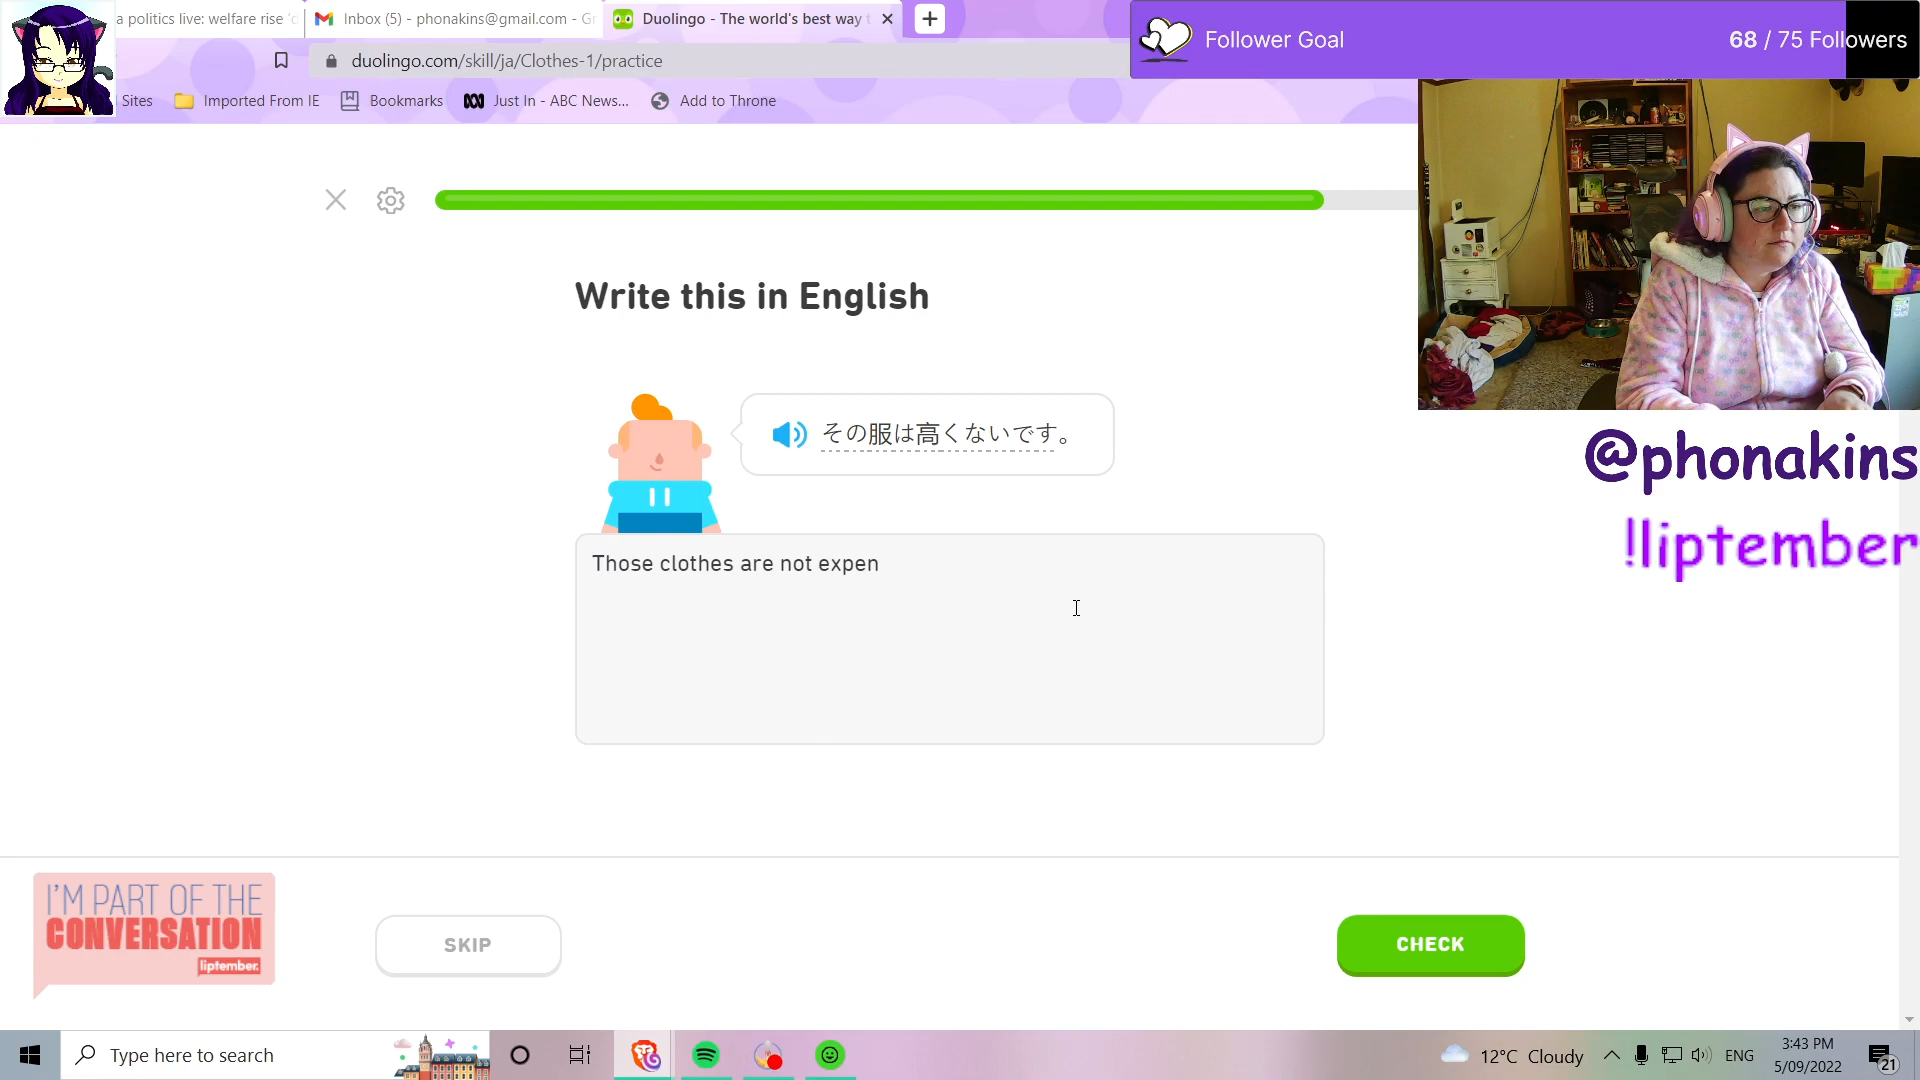 a politics live: welfare rise 'd
Inbox (5) - phonakins@gmail.com - Gr
Duolingo - The world's best way t
Follower Goal
68 / 75 Followers
duolingo.com/skill/ja/Clothes-1/practice
Sites
Imported From IE
Bookmarks
Just In - ABC News...
Add to Throne
Write this in English
その服は高くないです。
@phonakins
!liptember
Those clothes are not expen
I'M PART OF THE
CONVERSATION
liptember.
SKIP
CHECK
Type here to search
12°C Cloudy
ENG
3:43 PM
5/09/2022
21